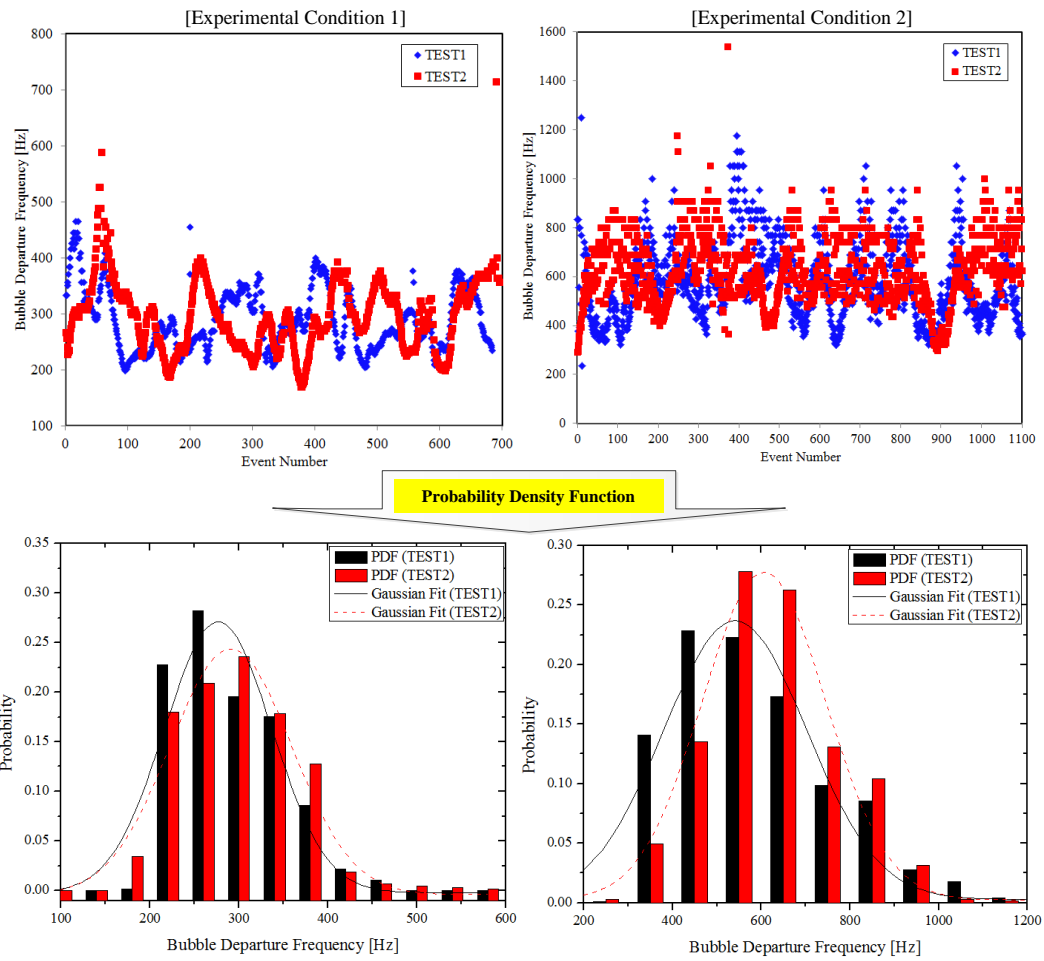 [Experimental Condition 1]
800
700
600
500
400
300
200
100
0
100
200
300
400
500
600
700
Bubble Departure Frequency [Hz]
Event Number
TEST1
TEST2
[Experimental Condition 2]
1600
1400
1200
1000
800
600
400
200
0
0
100
200
300
400
500
600
700
800
900
1000
1100
Bubble Departure Frequency [Hz]
Event Number
TEST1
TEST2
Probability Density Function
0.35
0.30
0.25
0.20
0.15
0.10
0.05
0.00
100
200
300
400
500
600
Probability
Bubble Departure Frequency [Hz]
PDF (TEST1)
PDF (TEST2)
Gaussian Fit (TEST1)
Gaussian Fit (TEST2)
0.30
0.25
0.20
0.15
0.10
0.05
0.00
200
400
600
800
1000
1200
Probability
Bubble Departure Frequency [Hz]
PDF (TEST1)
PDF (TEST2)
Gaussian Fit (TEST1)
Gaussian Fit (TEST2)